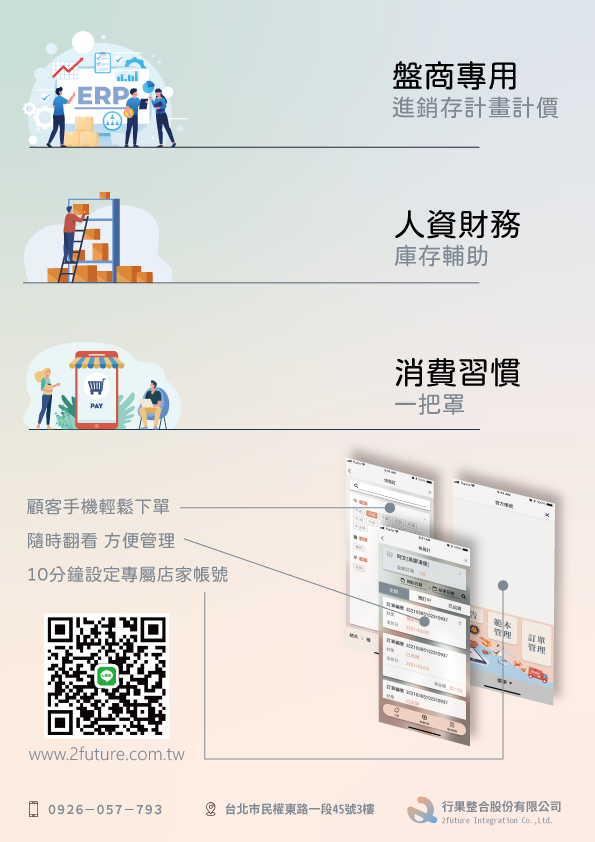 ERP
盤商專用
進銷存計畫計價
人資財務
庫存輔助
PAY
消費習慣
一把罩
顧客手機輕鬆下單
隨時翻看 方便管理
10分鐘設定專屬店家帳號
範本
管理
訂單
管理
LINE
www.2future.com.tw
0926-057-793
台北市民權東路一段45號3樓
行果整合股份有限公司
2future Integration Co.,Ltd.